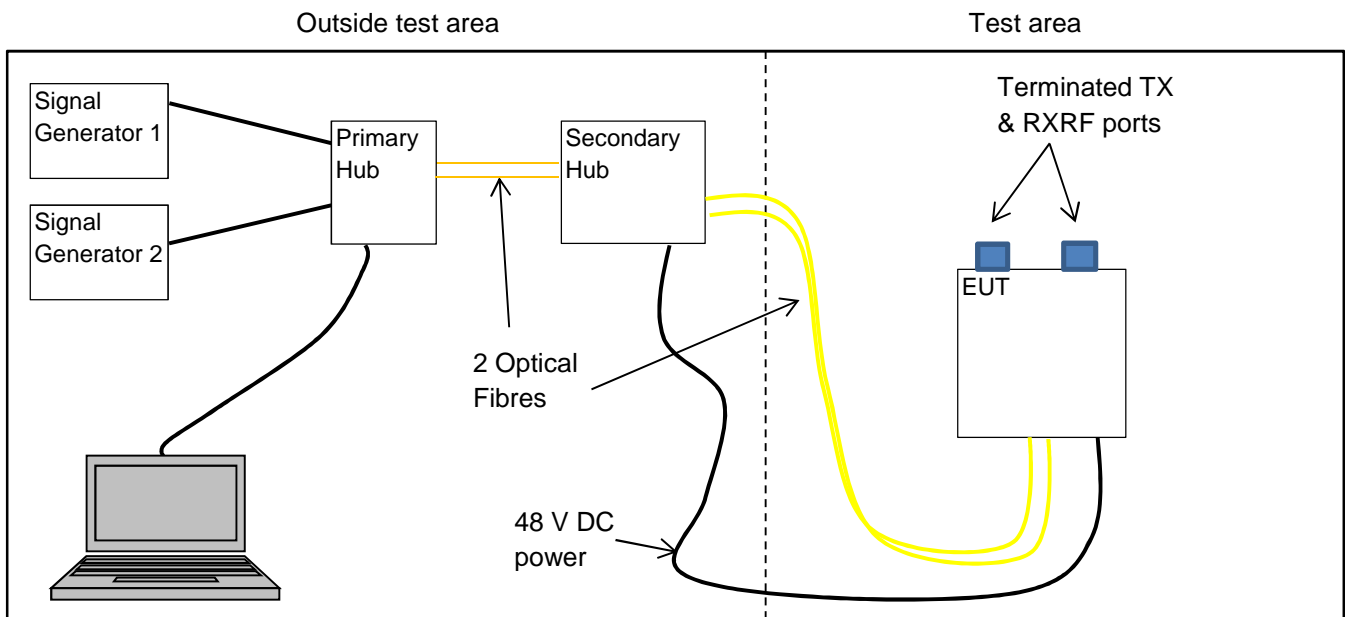 Outside test area
Test area
Signal
Generator 1
Primary
Hub
Secondary
Hub
Terminated TX
& RXRF ports
Signal
Generator 2
EUT
2 Optical
Fibres
48 V DC
power